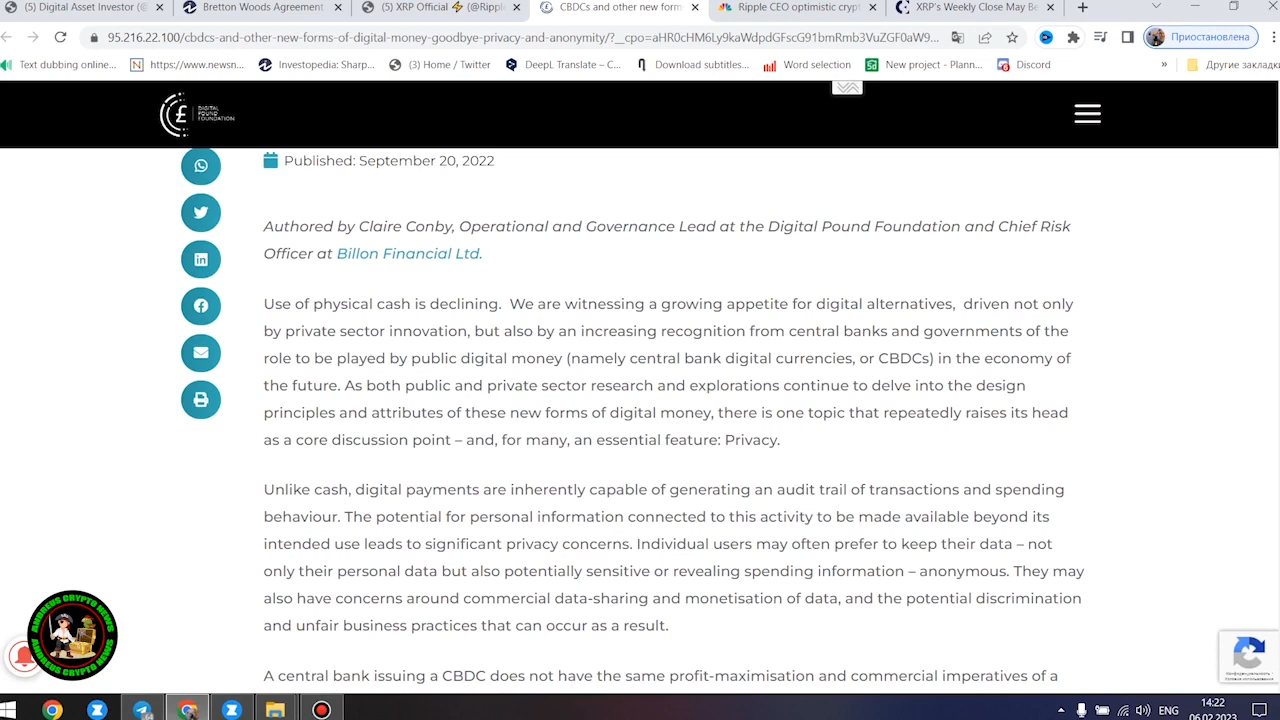 (5) Digital Asset Investor (@
Bretton Woods Agreement
(5) XRP Official ⚡ (@Ripple
CBDCs and other new form
Ripple CEO optimistic crypt
XRP's Weekly Close May Be
95.216.22.100/cbdcs-and-other-new-forms-of-digital-money-goodbye-privacy-and-anonymity/?__cpo=aHR0cHM6Ly9kaWdpdGFscG91bmRmb3VuZGF0aW9...
Приостановлена
Text dubbing online...
https://www.newsn...
Investopedia: Sharp...
(3) Home / Twitter
DeepL Translate – C...
Download subtitles...
Word selection
New project - Plann...
Discord
»
Другие закладки
DIGITAL
POUND
FOUNDATION
Published: September 20, 2022
Authored by Claire Conby, Operational and Governance Lead at the Digital Pound Foundation and Chief Risk
Officer at Billon Financial Ltd.
Use of physical cash is declining.  We are witnessing a growing appetite for digital alternatives,  driven not only
by private sector innovation, but also by an increasing recognition from central banks and governments of the
role to be played by public digital money (namely central bank digital currencies, or CBDCs) in the economy of
the future. As both public and private sector research and explorations continue to delve into the design
principles and attributes of these new forms of digital money, there is one topic that repeatedly raises its head
as a core discussion point – and, for many, an essential feature: Privacy.
Unlike cash, digital payments are inherently capable of generating an audit trail of transactions and spending
behaviour. The potential for personal information connected to this activity to be made available beyond its
intended use leads to significant privacy concerns. Individual users may often prefer to keep their data – not
only their personal data but also potentially sensitive or revealing spending information – anonymous. They may
also have concerns around commercial data-sharing and monetisation of data, and the potential discrimination
and unfair business practices that can occur as a result.
A central bank issuing a CBDC does not have the same profit-maximisation and commercial imperatives of a
ANDREUS CRYPTO NEWS
ANDREUS CRYPTO NEWS
Конфиденциальность -
Условия использования
ENG
14:22
06.02.2023